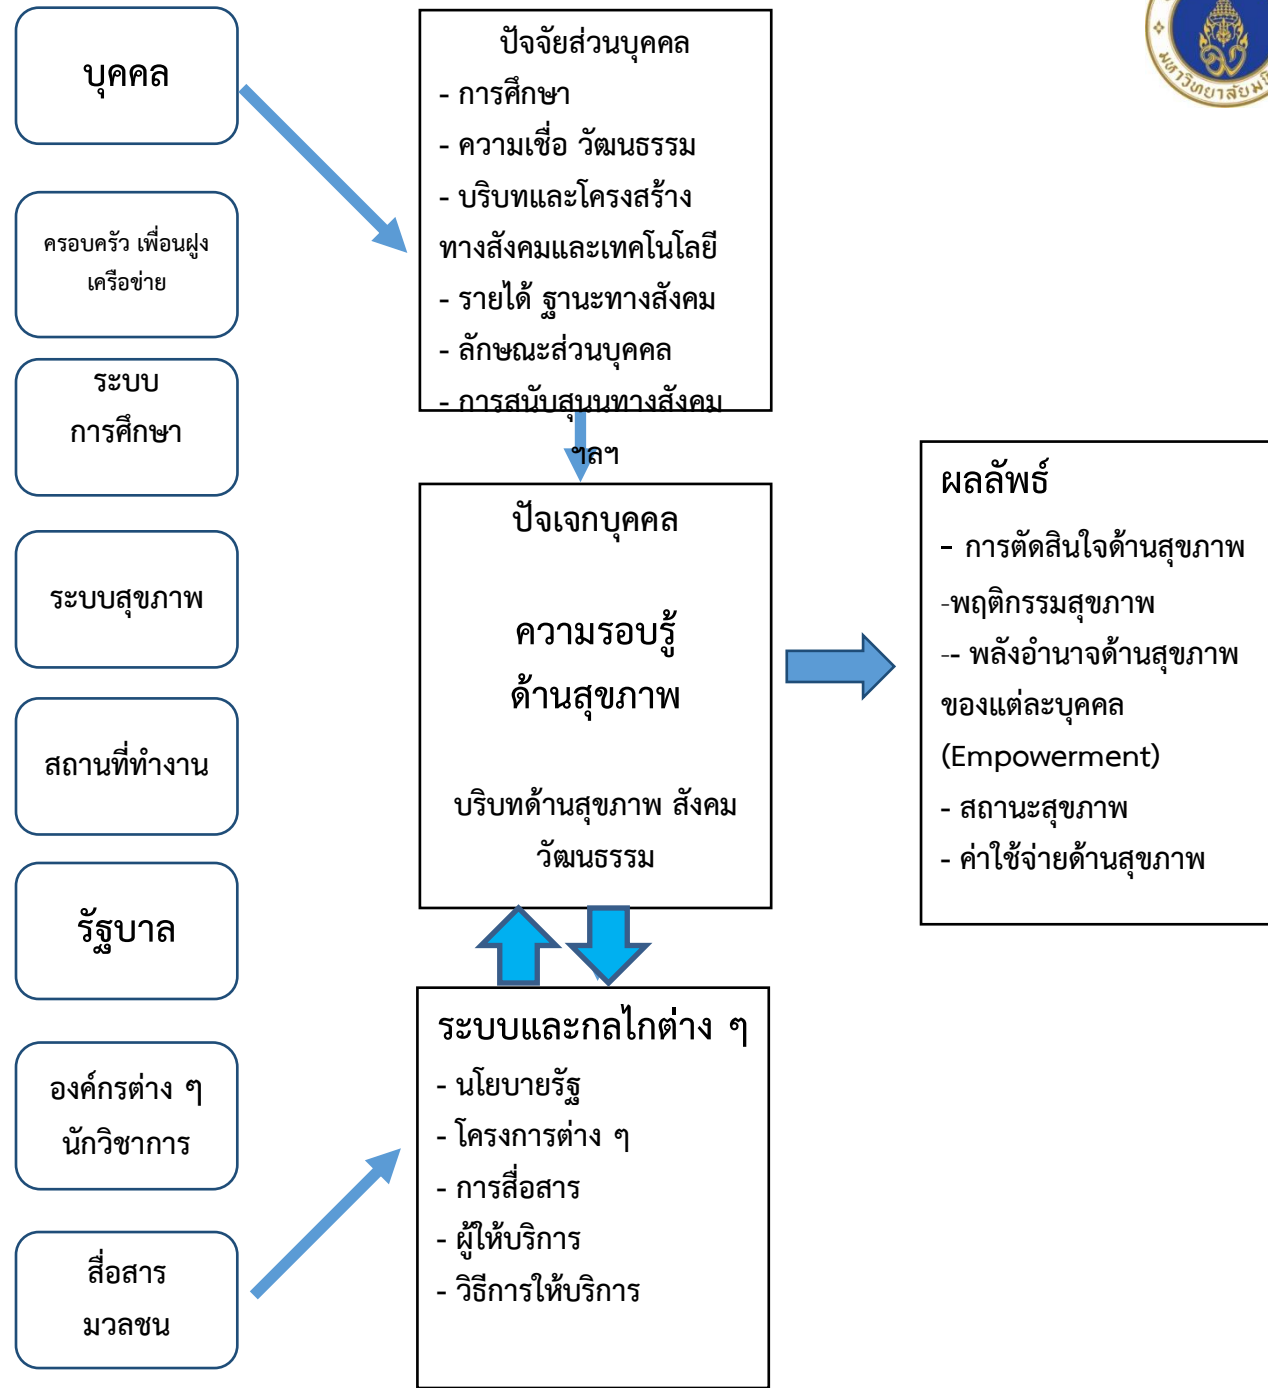 บุคคล
ครอบครัว เพื่อนฝูง
เครือข่าย
ระบบ
การศึกษา
ระบบสุขภาพ
สถานที่ทำงาน
รัฐบาล
องค์กรต่าง ๆ
นักวิชาการ
สื่อสาร
มวลชน
ปัจจัยส่วนบุคคล
- การศึกษา
- ความเชื่อ วัฒนธรรม
- บริบทและโครงสร้าง
ทางสังคมและเทคโนโลยี
- รายได้ ฐานะทางสังคม
- ลักษณะส่วนบุคคล
- การสนับสุนนทางสังคม
ฯลฯ
ปัจเจกบุคคล
ความรอบรู้
ด้านสุขภาพ
บริบทด้านสุขภาพ สังคม
วัฒนธรรม
ระบบและกลไกต่าง ๆ
- นโยบายรัฐ
- โครงการต่าง ๆ
- การสื่อสาร
- ผู้ให้บริการ
- วิธีการให้บริการ
ผลลัพธ์
- การตัดสินใจด้านสุขภาพ
-พฤติกรรมสุขภาพ
-- พลังอำนาจด้านสุขภาพ
ของแต่ละบุคคล
(Empowerment)
- สถานะสุขภาพ
- ค่าใช้จ่ายด้านสุขภาพ